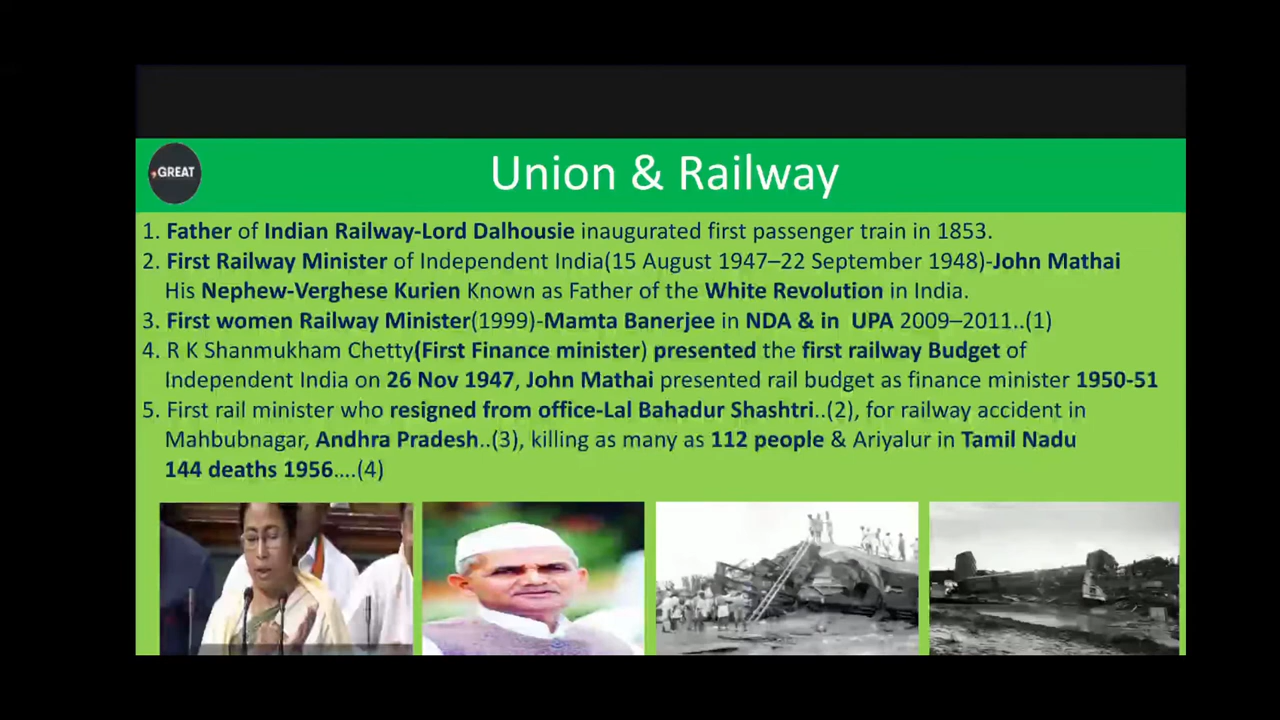 GREAT
Union & Railway
1. Father of Indian Railway-Lord Dalhousie inaugurated first passenger train in 1853.
2. First Railway Minister of Independent India(15 August 1947–22 September 1948)-John Mathai
His Nephew-Verghese Kurien Known as Father of the White Revolution in India.
3. First women Railway Minister(1999)-Mamta Banerjee in NDA & in UPA 2009–2011..(1)
4. R K Shanmukham Chetty(First Finance minister) presented the first railway Budget of
Independent India on 26 Nov 1947, John Mathai presented rail budget as finance minister 1950-51
5. First rail minister who resigned from office-Lal Bahadur Shashtri..(2), for railway accident in
Mahbubnagar, Andhra Pradesh..(3), killing as many as 112 people & Ariyalur in Tamil Nadu
144 deaths 1956....(4)